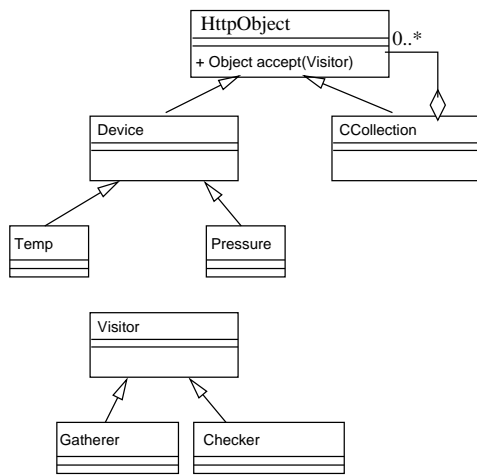 HttpObject
0..*
+ Object accept(Visitor)
Device
CCollection
Temp
Pressure
Visitor
Gatherer
Checker